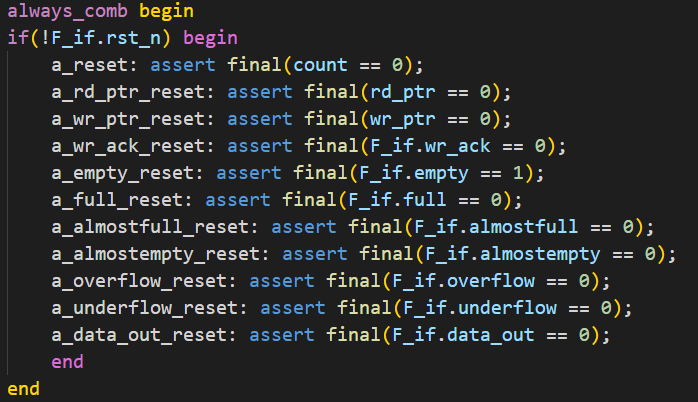 always_comb begin
if(!F_if.rst_n) begin
a_reset: assert final(count == 0);
a_rd_ptr_reset: assert final(rd_ptr == 0);
a_wr_ptr_reset: assert final(wr_ptr == 0);
a_wr_ack_reset: assert final(F_if.wr_ack == 0);
a_empty_reset: assert final(F_if.empty == 1);
a_full_reset: assert final(F_if.full == 0);
a_almostfull_reset: assert final(F_if.almostfull == 0);
a_almostempty_reset: assert final(F_if.almostempty == 0);
a_overflow_reset: assert final(F_if.overflow == 0);
a_underflow_reset: assert final(F_if.underflow == 0);
a_data_out_reset: assert final(F_if.data_out == 0);
end
end